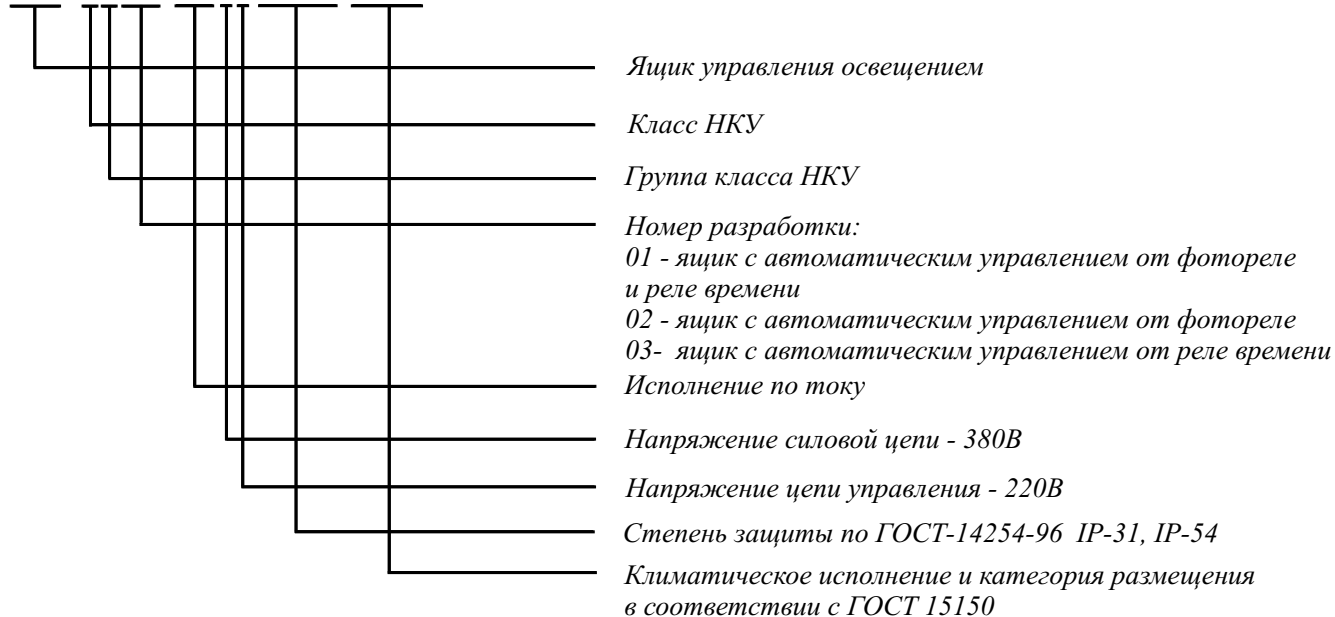 Ящик управления освещением
Класс НКУ
Группа класса НКУ
Номер разработки:
01 - ящик с автоматическим управлением от фотореле
и реле времени
02 - ящик с автоматическим управлением от фотореле
03- ящик с автоматическим управлением от реле времени
Исполнение по току
Напряжение силовой цепи - 380В
Напряжение цепи управления - 220В
Степень защиты по ГОСТ-14254-96 IP-31, IP-54
Климатическое исполнение и категория размещения
в соответствии с ГОСТ 15150